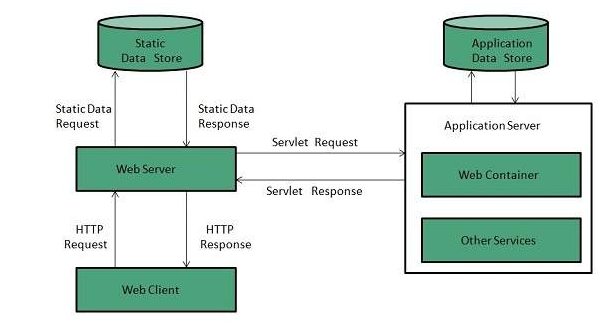 Static
Data Store
Application
Data Store
Static Data
Request
Static Data
Response
Application Server
Servlet Request
Web Server
Web Container
Servlet Response
HTTP
Request
HTTP
Response
Other Services
Web Client